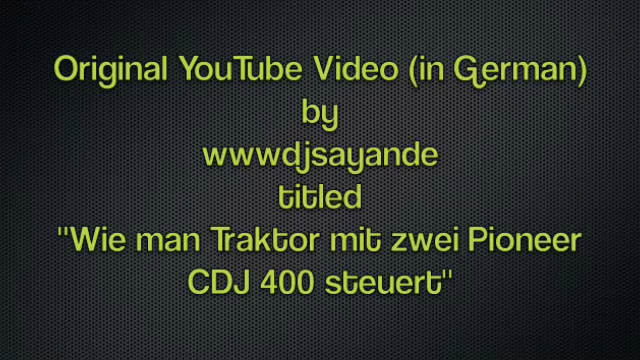 Original YouTube Video (in German)
by
wwwdjsayande
titled
"Wie man Traktor mit zwei Pioneer
CDJ 400 steuert"